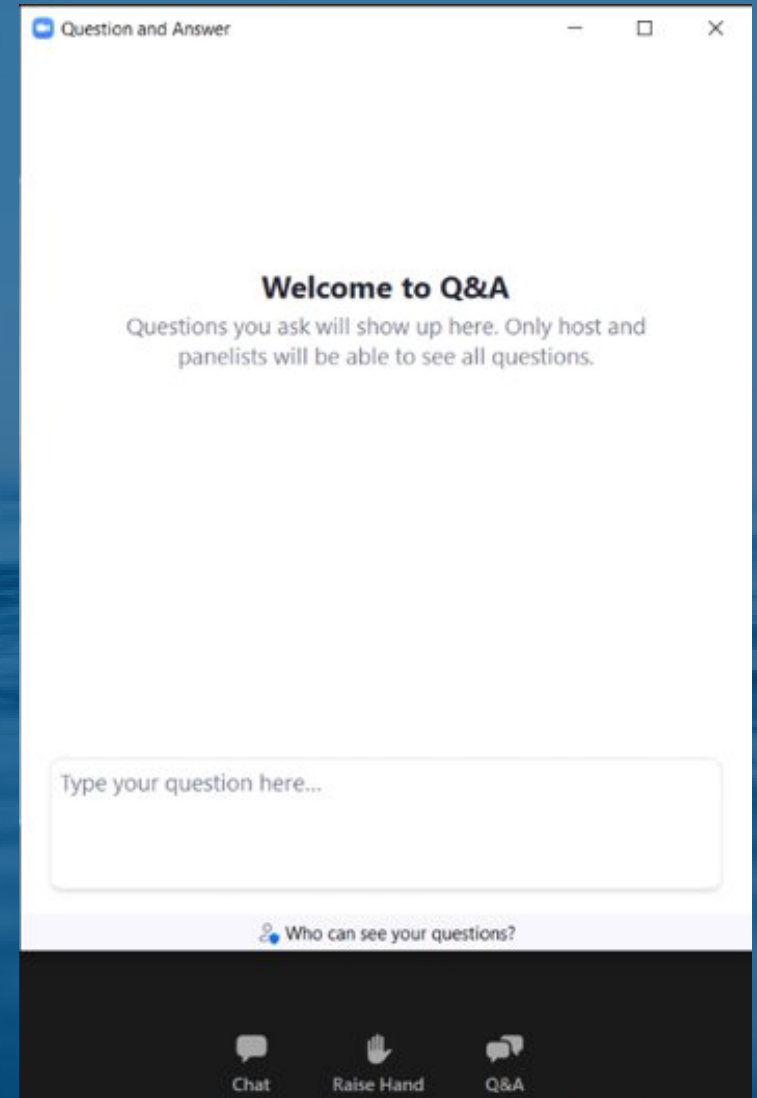 Question and Answer
Welcome to Q&A
Questions you ask will show up here. Only host and
panelists will be able to see all questions.
Type your question here...
Who can see your questions?
Chat Raise Hand Q&A